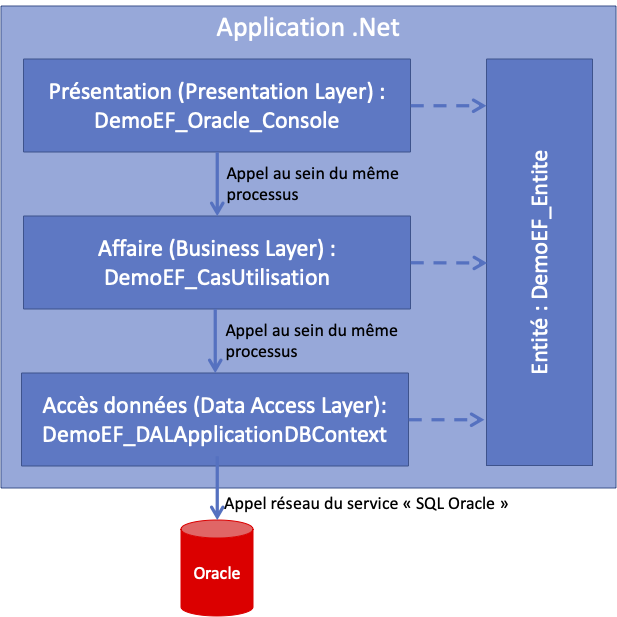 Application .Net
Présentation (Presentation Layer) :
DemoEF_Oracle_Console
Appel au sein du même
processus
Affaire (Business Layer) :
DemoEF_CasUtilisation
Appel au sein du même
processus
Accès données (Data Access Layer):
DemoEF_DALApplicationDBContext
Entité : DemoEF_Entite
Appel réseau du service « SQL Oracle »
Oracle